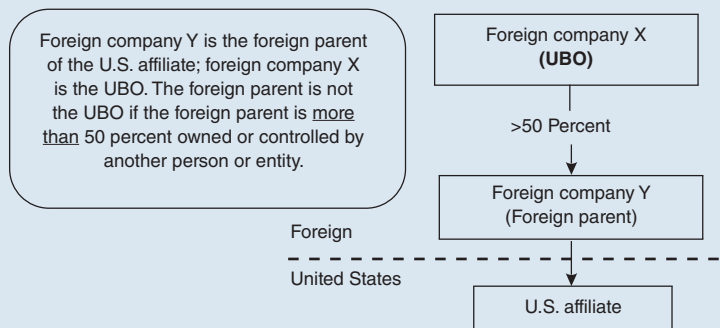 Foreign company Y is the foreign parent
of the U.S. affiliate; foreign company X
is the UBO. The foreign parent is not
the UBO if the foreign parent is more
than 50 percent owned or controlled by
another person or entity.
Foreign company X
(UBO)
>50 Percent
Foreign company Y
(Foreign parent)
Foreign
United States
U.S. affiliate